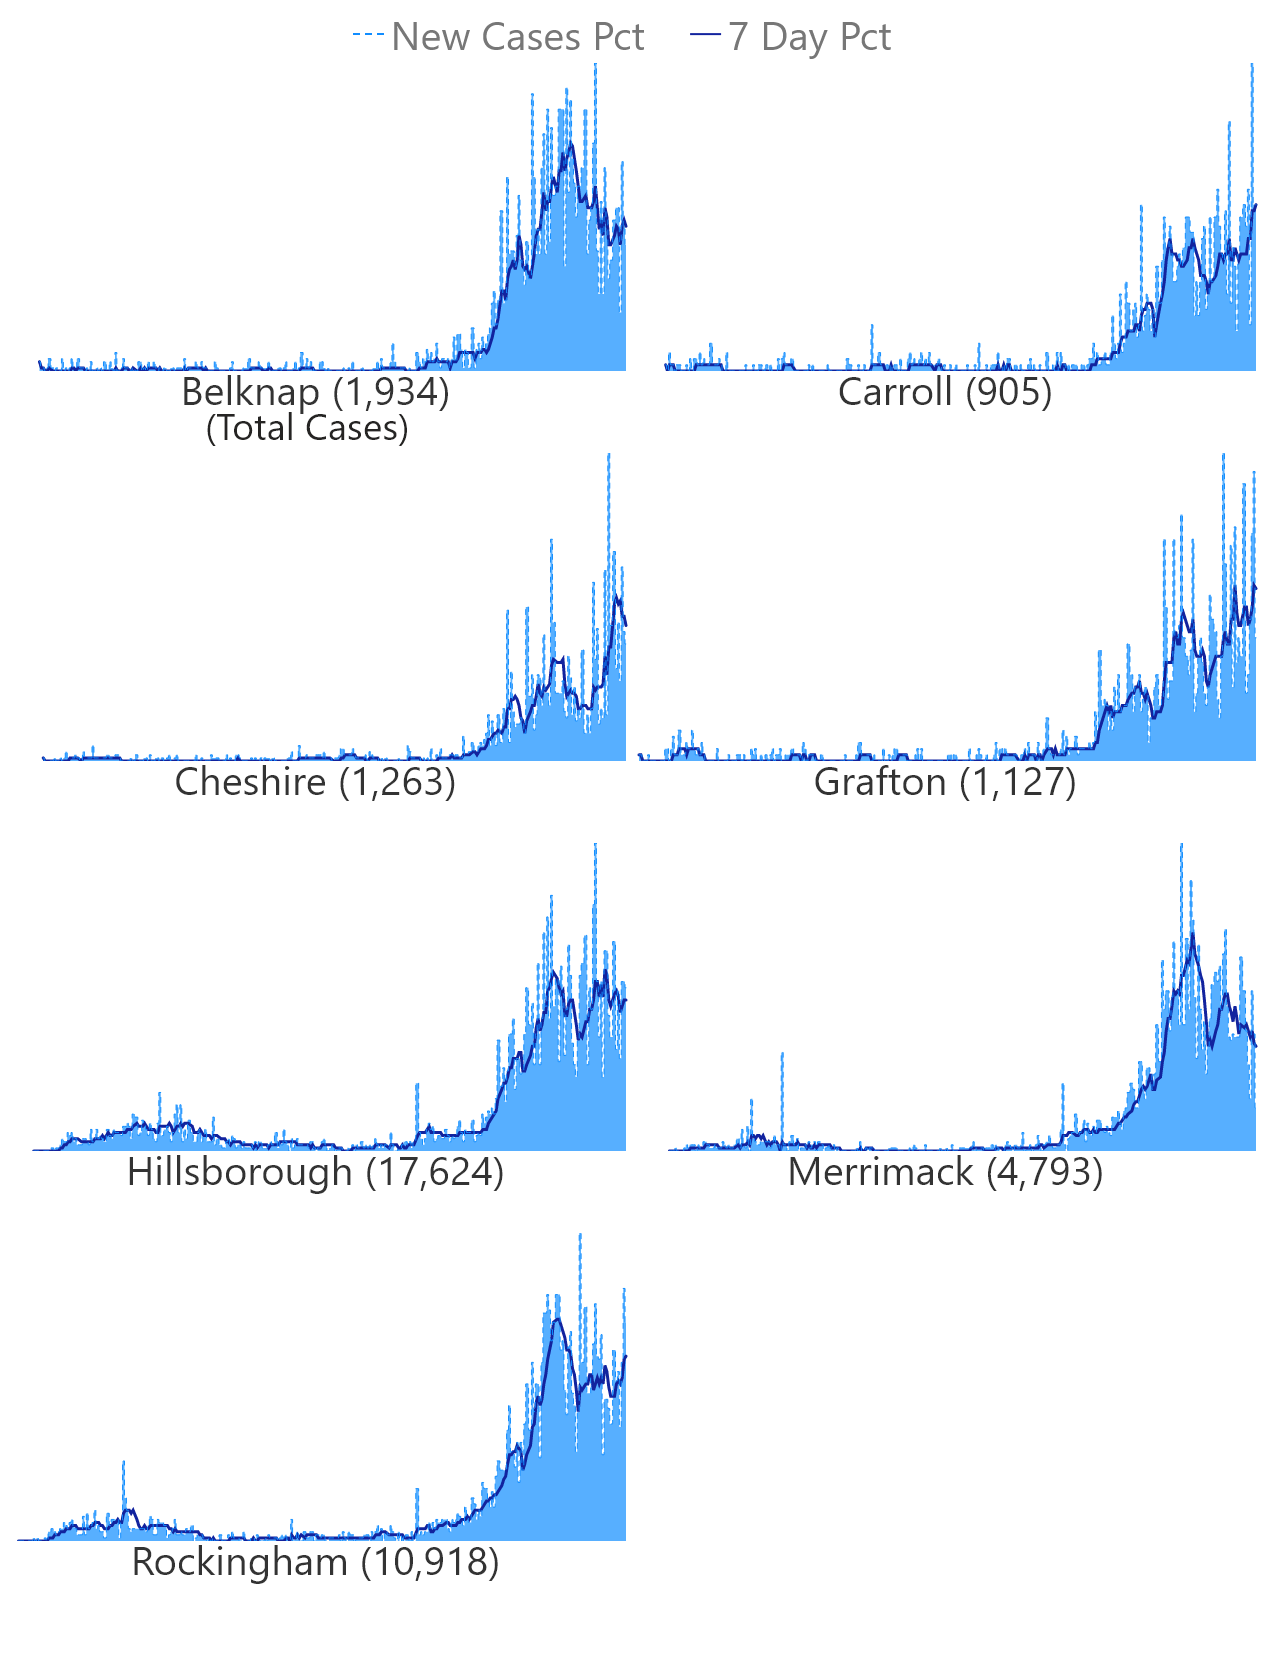 New Cases Pct 7 Day Pct
Belknap (1,934) Carroll (905)
(Total Cases)
Cheshire (1,263) Grafton (1,127)
Hillsborough (17,624) Merrimack (4,793)
Rockingham (10,918)